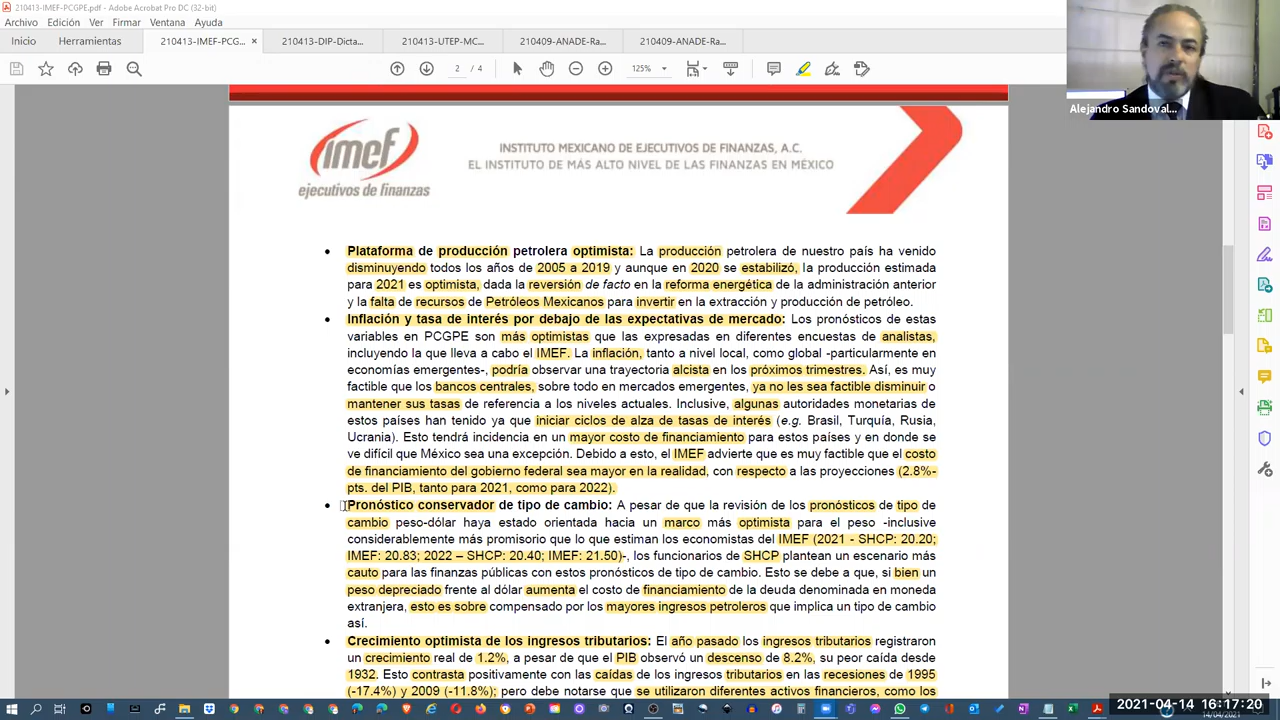 210413-IMEF-PCGPE.pdf - Adobe Acrobat Pro DC (32-bit)
Archivo Edición Ver Firmar Ventana Ayuda
Inicio Herramientas 210413-IMEF-PCG... × 210413-DIP-Dicta... 210413-UTEP-MC... 210409-ANADE-Ra... 210409-ANADE-Ra...
2 / 4 125%
Alejandro Sandoval...
imef
ejecutivos de finanzas
INSTITUTO MEXICANO DE EJECUTIVOS DE FINANZAS, A.C.
EL INSTITUTO DE MÁS ALTO NIVEL DE LAS FINANZAS EN MÉXICO
• Plataforma de producción petrolera optimista: La producción petrolera de nuestro país ha venido
disminuyendo todos los años de 2005 a 2019 y aunque en 2020 se estabilizó, la producción estimada
para 2021 es optimista, dada la reversión de facto en la reforma energética de la administración anterior
y la falta de recursos de Petróleos Mexicanos para invertir en la extracción y producción de petróleo.
• Inflación y tasa de interés por debajo de las expectativas de mercado: Los pronósticos de estas
variables en PCGPE son más optimistas que las expresadas en diferentes encuestas de analistas,
incluyendo la que lleva a cabo el IMEF. La inflación, tanto a nivel local, como global -particularmente en
economías emergentes-, podría observar una trayectoria alcista en los próximos trimestres. Así, es muy
factible que los bancos centrales, sobre todo en mercados emergentes, ya no les sea factible disminuir o
mantener sus tasas de referencia a los niveles actuales. Inclusive, algunas autoridades monetarias de
estos países han tenido ya que iniciar ciclos de alza de tasas de interés (e.g. Brasil, Turquía, Rusia,
Ucrania). Esto tendrá incidencia en un mayor costo de financiamiento para estos países y en donde se
ve difícil que México sea una excepción. Debido a esto, el IMEF advierte que es muy factible que el costo
de financiamiento del gobierno federal sea mayor en la realidad, con respecto a las proyecciones (2.8%-
pts. del PIB, tanto para 2021, como para 2022).
• Pronóstico conservador de tipo de cambio: A pesar de que la revisión de los pronósticos de tipo de
cambio peso-dólar haya estado orientada hacia un marco más optimista para el peso -inclusive
considerablemente más promisorio que lo que estiman los economistas del IMEF (2021 - SHCP: 20.20;
IMEF: 20.83; 2022 – SHCP: 20.40; IMEF: 21.50)-, los funcionarios de SHCP plantean un escenario más
cauto para las finanzas públicas con estos pronósticos de tipo de cambio. Esto se debe a que, si bien un
peso depreciado frente al dólar aumenta el costo de financiamiento de la deuda denominada en moneda
extranjera, esto es sobre compensado por los mayores ingresos petroleros que implica un tipo de cambio
así.
• Crecimiento optimista de los ingresos tributarios: El año pasado los ingresos tributarios registraron
un crecimiento real de 1.2%, a pesar de que el PIB observó un descenso de 8.2%, su peor caída desde
1932. Esto contrasta positivamente con las caídas de los ingresos tributarios en las recesiones de 1995
(-17.4%) y 2009 (-11.8%); pero debe notarse que se utilizaron diferentes activos financieros, como los
2021-04-14 16:17:20
14/04/2021